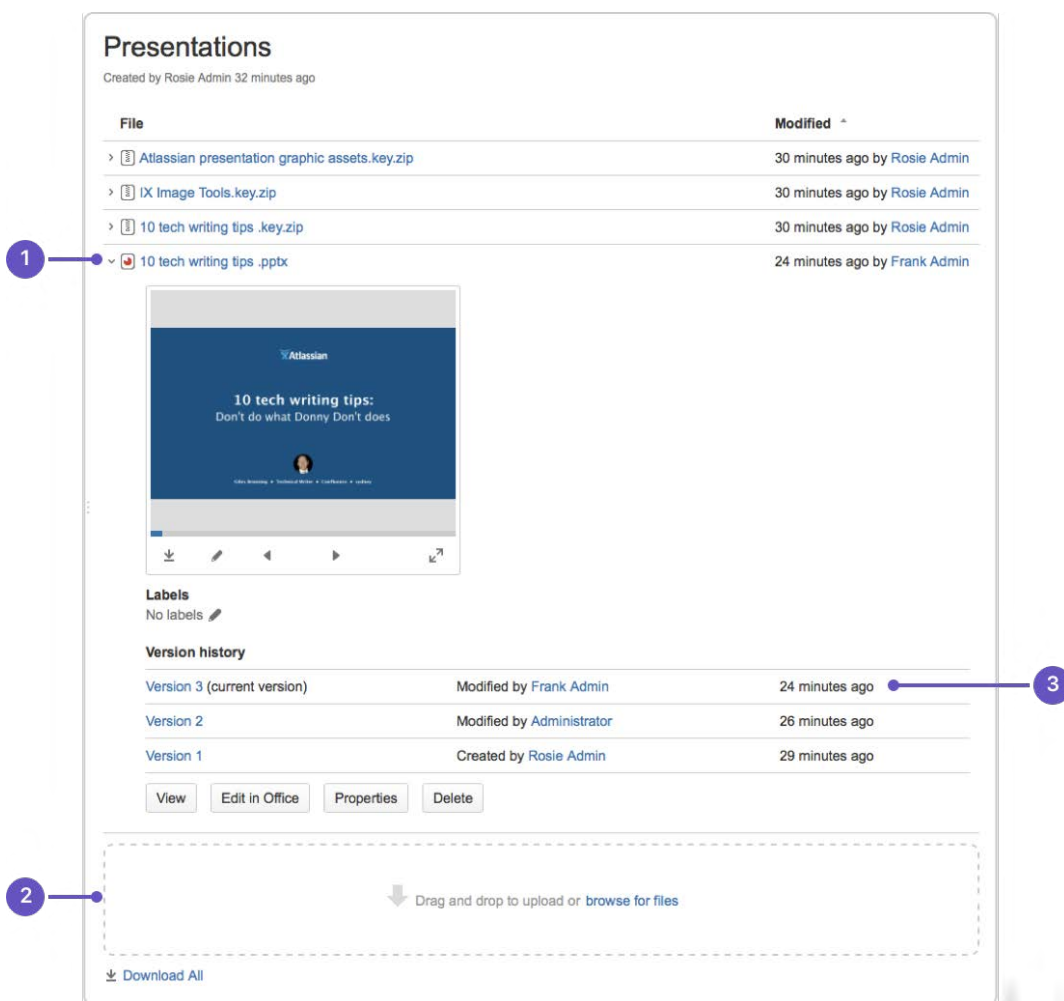 Presentations
Created by Rosie Admin 32 minutes ago
File Modified
Atlassian presentation graphic assets.key.zip 30 minutes ago by Rosie Admin
IX Image Tools.key.zip 30 minutes ago by Rosie Admin
10 tech writing tips .key.zip 30 minutes ago by Rosie Admin
1 10 tech writing tips .pptx 24 minutes ago by Frank Admin
Atlassian
10 tech writing tips:
Don't do what Donny Don't does
Technical Writer • Confluence • sydney
Labels
No labels
Version history
Version 3 (current version) Modified by Frank Admin 24 minutes ago 3
Version 2 Modified by Administrator 26 minutes ago
Version 1 Created by Rosie Admin 29 minutes ago
View Edit in Office Properties Delete
2 Drag and drop to upload or browse for files
Download All